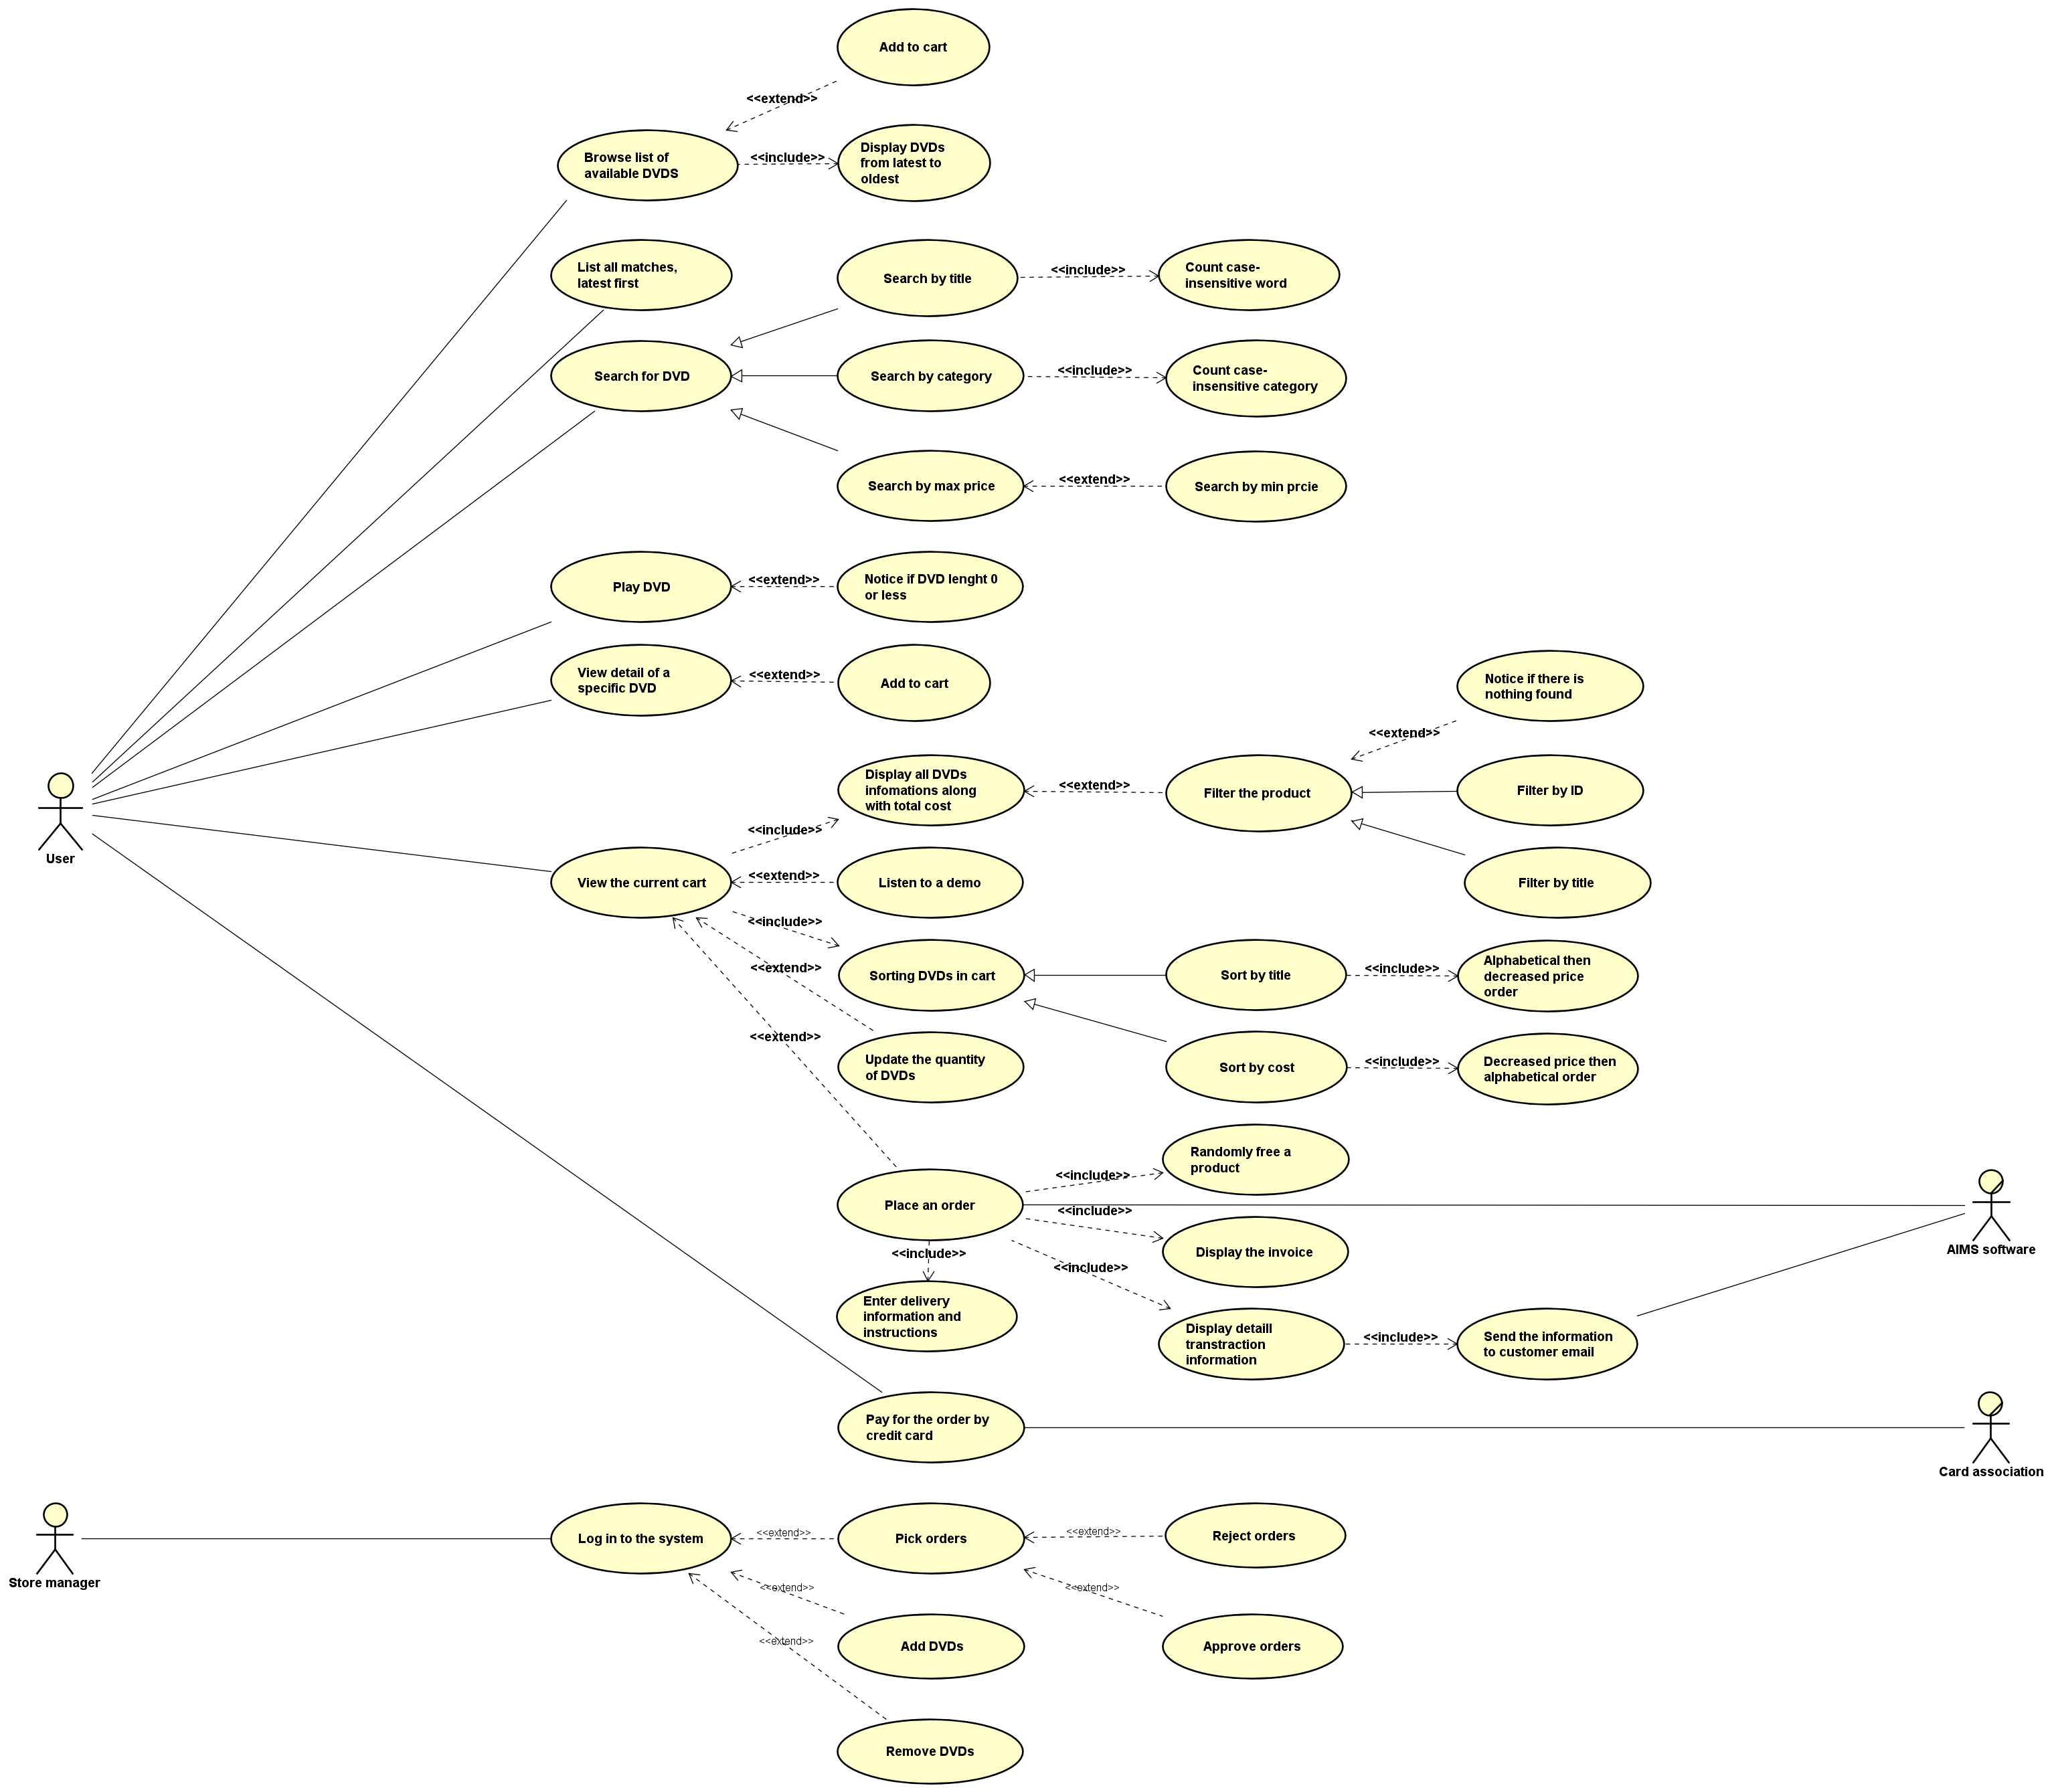 Add to cart
<<extend>>
Browse list of
available DVDS
<<include>>
Display DVDs
from latest to
oldest
List all matches,
latest first
Search by title
<<include>>
Count case-
insensitive word
Search for DVD
Search by category
<<include>>
Count case-
insensitive category
Search by max price
<<extend>>
Search by min prcie
Play DVD
<<extend>>
Notice if DVD lenght 0
or less
View detail of a
specific DVD
<<extend>>
Add to cart
Notice if there is
nothing found
<<extend>>
Display all DVDs
infomations along
with total cost
<<extend>>
Filter the product
Filter by ID
User
<<include>>
View the current cart
<<extend>>
Listen to a demo
Filter by title
<<include>>
<<extend>>
Sorting DVDs in cart
Sort by title
<<include>>
Alphabetical then
decreased price
order
<<extend>>
Update the quantity
of DVDs
Sort by cost
<<include>>
Decreased price then
alphabetical order
Randomly free a
product
<<include>>
Place an order
<<include>>
<<include>>
Display the invoice
AIMS software
<<include>>
Enter delivery
information and
instructions
Display detaill
transtraction
information
<<include>>
Send the information
to customer email
Pay for the order by
credit card
Card association
Store manager
Log in to the system
<<extend>>
Pick orders
<<extend>>
Reject orders
<<extend>>
<<extend>>
Add DVDs
Approve orders
<<extend>>
Remove DVDs